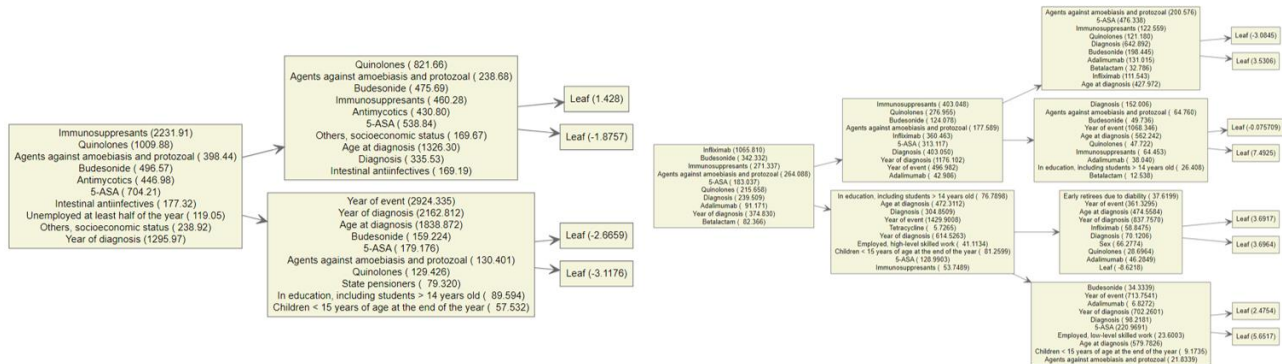 Immunosuppressants ( 2231.91)
Quinolones ( 1009.88)
Agents against amoebiasis and protozoal ( 398.44)
Budesonide ( 496.57)
Antimycotics ( 446.98)
5-ASA ( 704.21)
Intestinal antiinfectives ( 177.32)
Unemployed at least half of the year ( 119.05)
Others, socioeconomic status ( 238.92)
Year of diagnosis ( 1295.97)
Quinolones ( 821.66)
Agents against amoebiasis and protozoal ( 238.68)
Budesonide ( 475.69)
Immunosuppressants ( 460.28)
Antimycotics ( 430.80)
5-ASA ( 538.84)
Others, socioeconomic status ( 169.67)
Age at diagnosis ( 1326.30)
Diagnosis ( 335.53)
Intestinal antiinfectives ( 169.19)
Year of event ( 2924.335)
Year of diagnosis ( 2162.812)
Age at diagnosis ( 1838.872)
Budesonide ( 159.224)
5-ASA ( 179.176)
Agents against amoebiasis and protozoal ( 130.401)
Quinolones ( 129.426)
State pensioners ( 79.320)
In education, including students > 14 years old ( 89.594)
Children < 15 years of age at the end of the year ( 57.532)
Leaf (1.428)
Leaf (-1.8757)
Leaf (-2.6659)
Leaf (-3.1176)
Infliximab (1065.810)
Budesonide ( 342.332)
Immunosuppressants ( 271.337)
Agents against amoebiasis and protozoal ( 264.088)
5-ASA ( 183.037)
Quinolones ( 215.658)
Diagnosis ( 239.509)
Adalimumab ( 91.171)
Year of diagnosis ( 374.830)
Betalactam ( 82.366)
Immunosuppressants ( 403.048)
Quinolones ( 276.955)
Budesonide ( 124.078)
Agents against amoebiasis and protozoal ( 177.589)
Infliximab ( 360.463)
5-ASA ( 313.117)
Diagnosis ( 403.050)
Year of diagnosis (1176.102)
Year of event ( 496.982)
Adalimumab ( 42.986)
In education, including students > 14 years old ( 76.7898)
Age at diagnosis ( 472.3112)
Diagnosis ( 304.8509)
Year of event (1429.9008)
Tetracycline ( 5.7265)
Year of diagnosis ( 614.5263)
Employed, high-level skilled work ( 41.1134)
Children < 15 years of age at the end of the year ( 81.2599)
5-ASA ( 128.9903)
Immunosuppressants ( 53.7489)
Agents against amoebiasis and protozoal (200.576)
5-ASA (476.338)
Immunosuppressants (122.559)
Quinolones (121.180)
Diagnosis (642.892)
Budesonide (198.445)
Adalimumab (131.015)
Betalactam ( 32.786)
Infliximab (111.543)
Age at diagnosis (427.972)
Diagnosis ( 152.006)
Agents against amoebiasis and protozoal ( 64.760)
Budesonide ( 49.736)
Year of event (1068.346)
Age at diagnosis ( 562.242)
Quinolones ( 47.722)
Immunosuppressants ( 64.453)
Adalimumab ( 38.040)
In education, including students > 14 years old ( 26.408)
Betalactam ( 12.538)
Early retirees due to disability ( 37.6199)
Year of event (361.3295)
Age at diagnosis (474.5584)
Year of diagnosis (837.7570)
Infliximab ( 58.8475)
Diagnosis ( 70.1206)
Sex ( 66.2774)
Quinolones ( 28.6964)
Adalimumab ( 46.2849)
Leaf (-8.6218)
Budesonide ( 34.3339)
Year of event (713.7541)
Adalimumab ( 6.8272)
Year of diagnosis (702.2601)
Diagnosis ( 98.2181)
5-ASA (220.9691)
Employed, low-level skilled work ( 23.6003)
Age at diagnosis (579.7826)
Children < 15 years of age at the end of the year ( 9.1735)
Agents against amoebiasis and protozoal ( 21.8339)
Leaf (-3.0845)
Leaf (3.5306)
Leaf (-0.075709)
Leaf (7.4925)
Leaf (3.6917)
Leaf (3.6964)
Leaf (2.4754)
Leaf (5.6517)